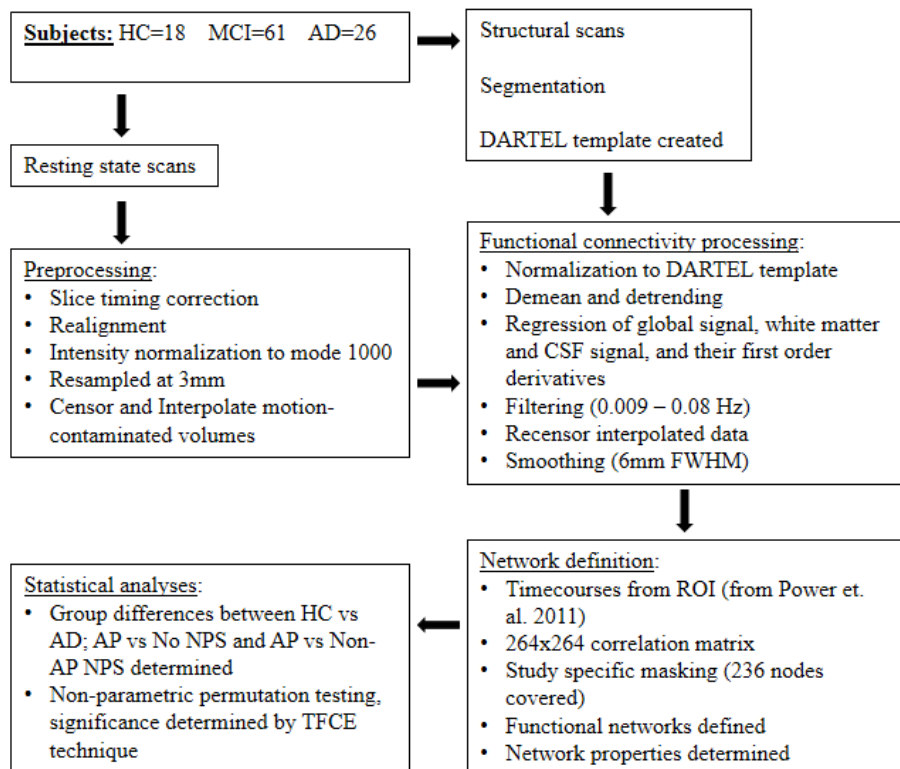 Subjects: HC=18 MCI=61 AD=26
Structural scans
Segmentation
DARTEL template created
Resting state scans
Preprocessing:
• Slice timing correction
• Realignment
• Intensity normalization to mode 1000
• Resampled at 3mm
• Censor and Interpolate motion-
contaminated volumes
Functional connectivity processing:
• Normalization to DARTEL template
• Demean and detrending
• Regression of global signal, white matter
and CSF signal, and their first order
derivatives
• Filtering (0.009 – 0.08 Hz)
• Recensor interpolated data
• Smoothing (6mm FWHM)
Network definition:
• Timecourses from ROI (from Power et.
al. 2011)
• 264x264 correlation matrix
• Study specific masking (236 nodes
covered)
• Functional networks defined
• Network properties determined
Statistical analyses:
• Group differences between HC vs
AD; AP vs No NPS and AP vs Non-
AP NPS determined
• Non-parametric permutation testing,
significance determined by TFCE
technique